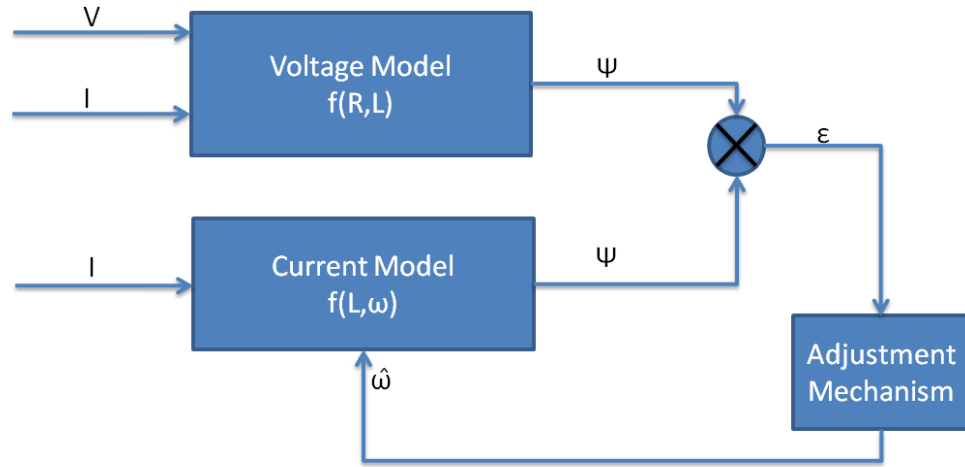 V
Voltage Model
f(R,L)
I
Ψ
ε
I
Current Model
f(L,ω)
Ψ
Adjustment
Mechanism
ω̂